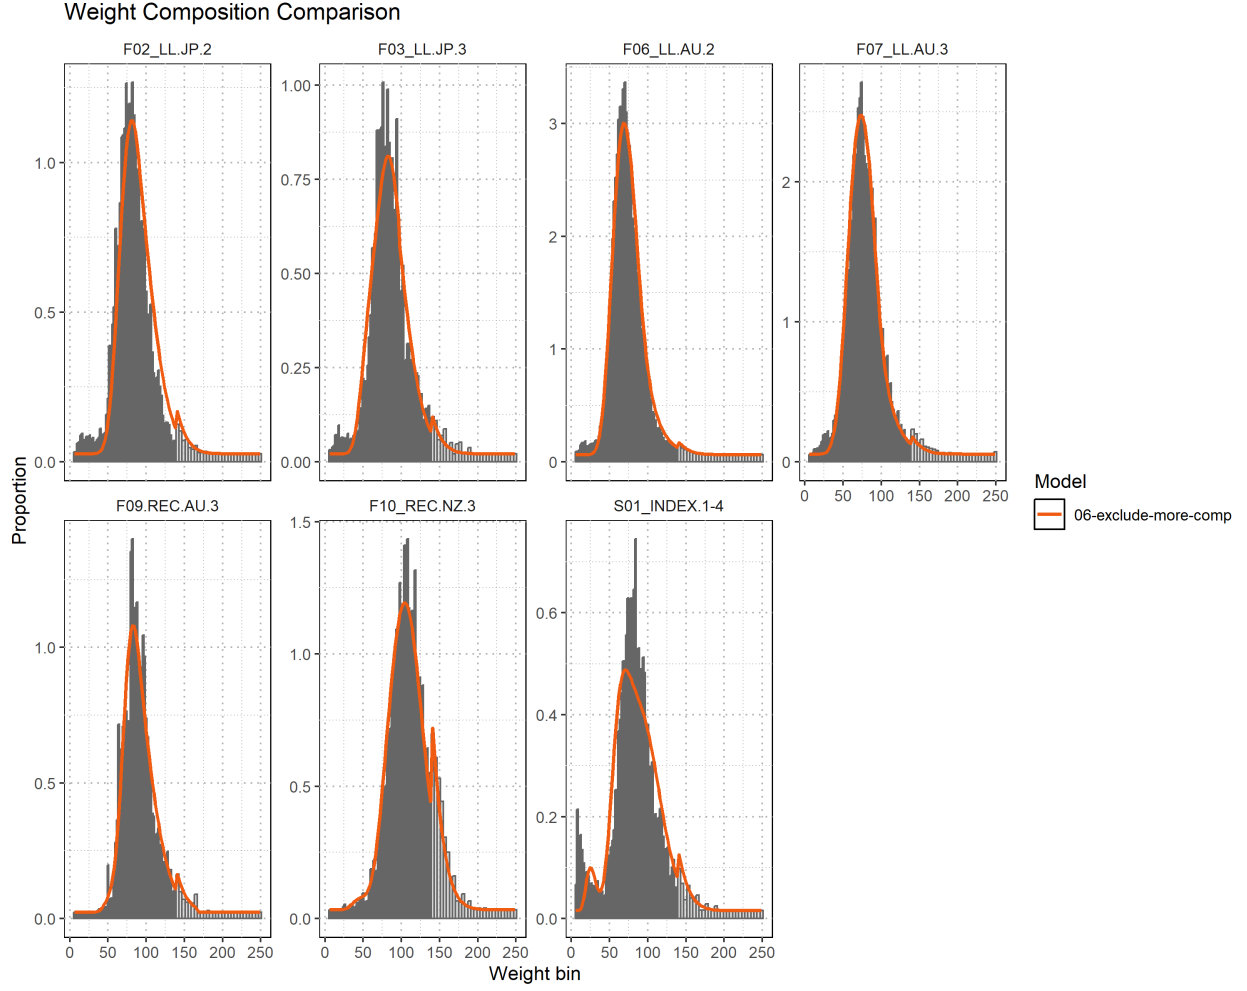 Weight Composition Comparison
F02_LL.JP.2
F03_LL.JP.3
F06_LL.AU.2
F07_LL.AU.3
1.0
0.5
0.0
1.00
0.75
0.50
0.25
0.00
3
2
1
0
2
1
0
0 50 100 150 200 250
F09.REC.AU.3
F10_REC.NZ.3
S01_INDEX.1-4
1.0
0.5
0.0
1.5
1.0
0.5
0.0
0.6
0.4
0.2
0.0
0 50 100 150 200 250
0 50 100 150 200 250
0 50 100 150 200 250
Proportion
Weight bin
Model
06-exclude-more-comp